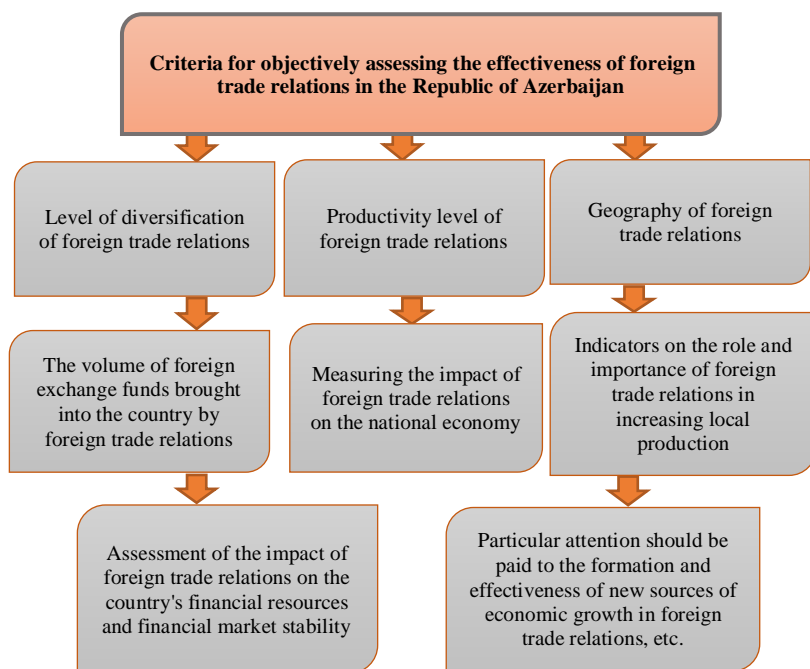 Criteria for objectively assessing the effectiveness of foreign
trade relations in the Republic of Azerbaijan
Level of diversification
of foreign trade relations
Productivity level of
foreign trade relations
Geography of foreign
trade relations
The volume of foreign
exchange funds brought
into the country by
foreign trade relations
Measuring the impact of
foreign trade relations
on the national economy
Indicators on the role and
importance of foreign
trade relations in
increasing local
production
Assessment of the impact of
foreign trade relations on the
country's financial resources
and financial market stability
Particular attention should be
paid to the formation and
effectiveness of new sources of
economic growth in foreign
trade relations, etc.